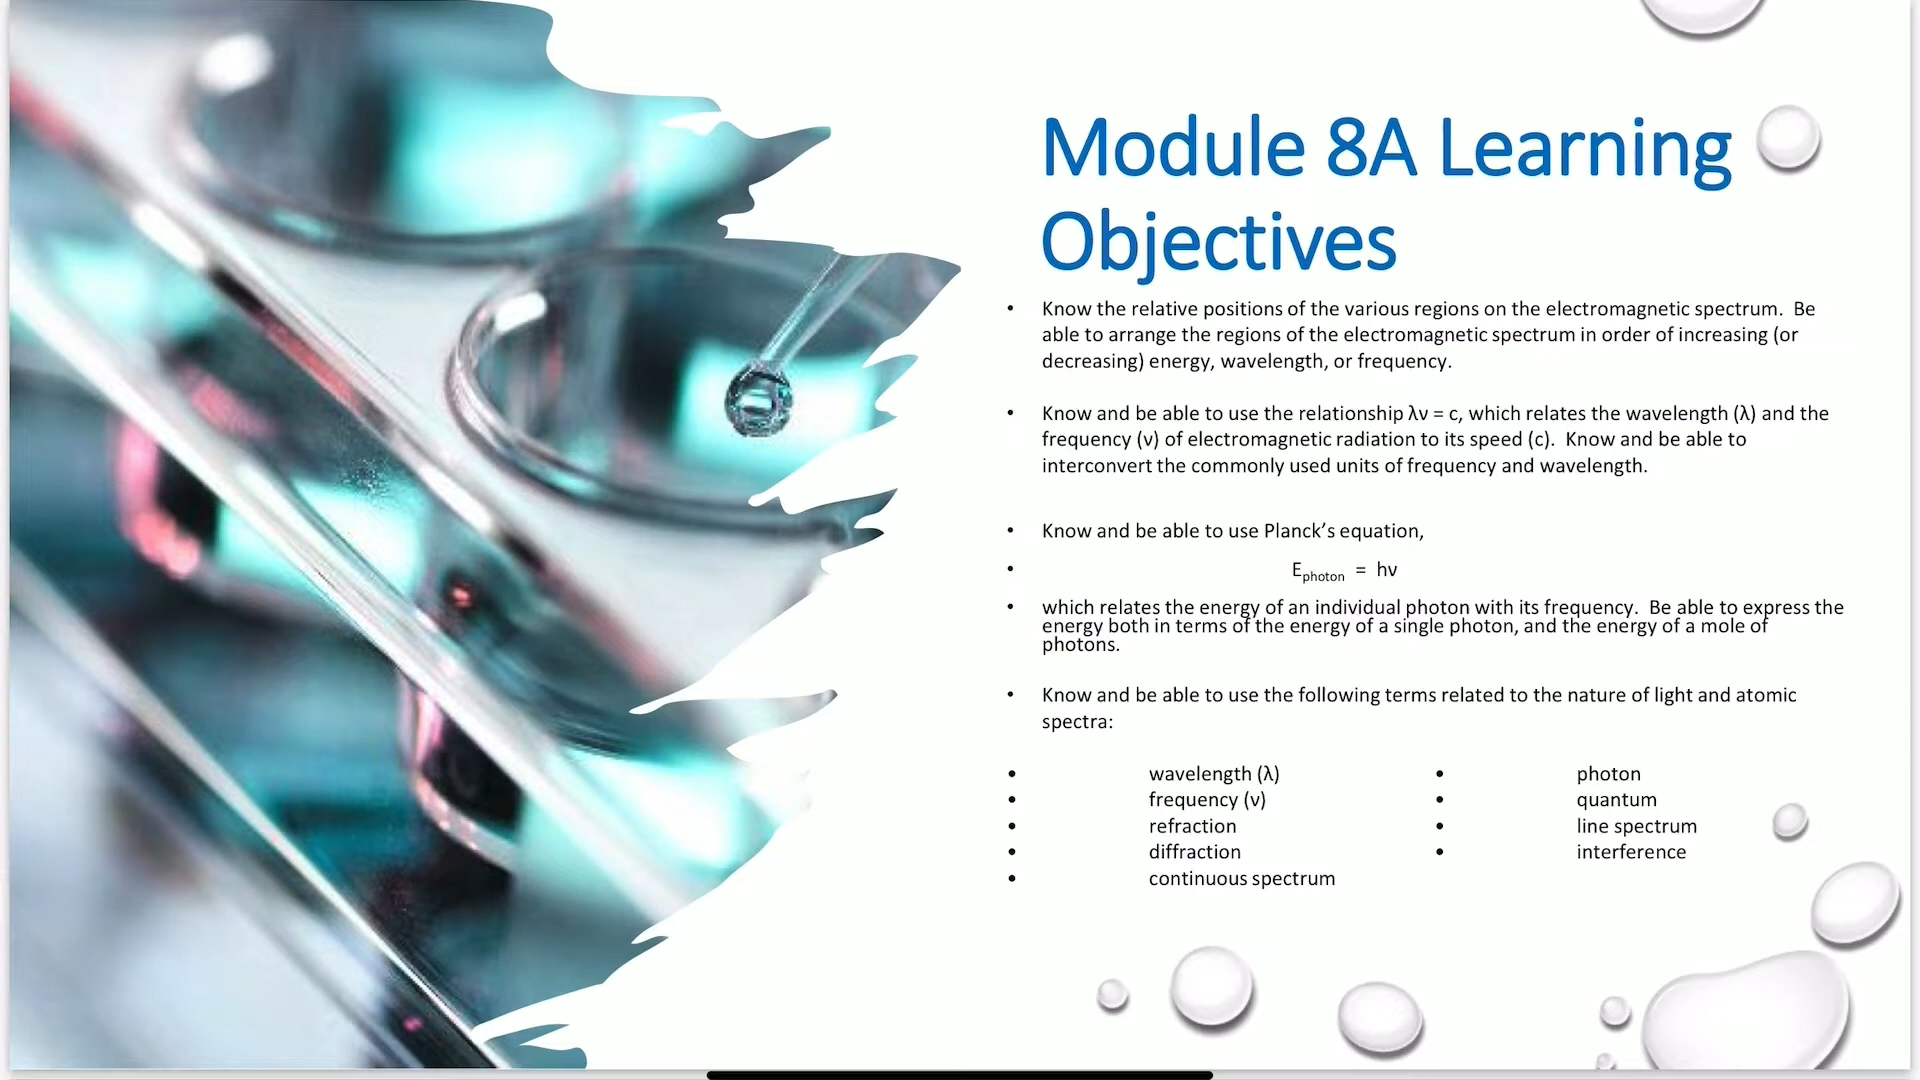 Module 8A Learning
Objectives
• Know the relative positions of the various regions on the electromagnetic spectrum.  Be
able to arrange the regions of the electromagnetic spectrum in order of increasing (or
decreasing) energy, wavelength, or frequency.
• Know and be able to use the relationship λν = c, which relates the wavelength (λ) and the
frequency (ν) of electromagnetic radiation to its speed (c).  Know and be able to
interconvert the commonly used units of frequency and wavelength.
• Know and be able to use Planck’s equation,
• Ephoton = hν
• which relates the energy of an individual photon with its frequency.  Be able to express the
energy both in terms of the energy of a single photon, and the energy of a mole of
photons.
• Know and be able to use the following terms related to the nature of light and atomic
spectra:
• wavelength (λ)
• frequency (ν)
• refraction
• diffraction
• continuous spectrum
• photon
• quantum
• line spectrum
• interference